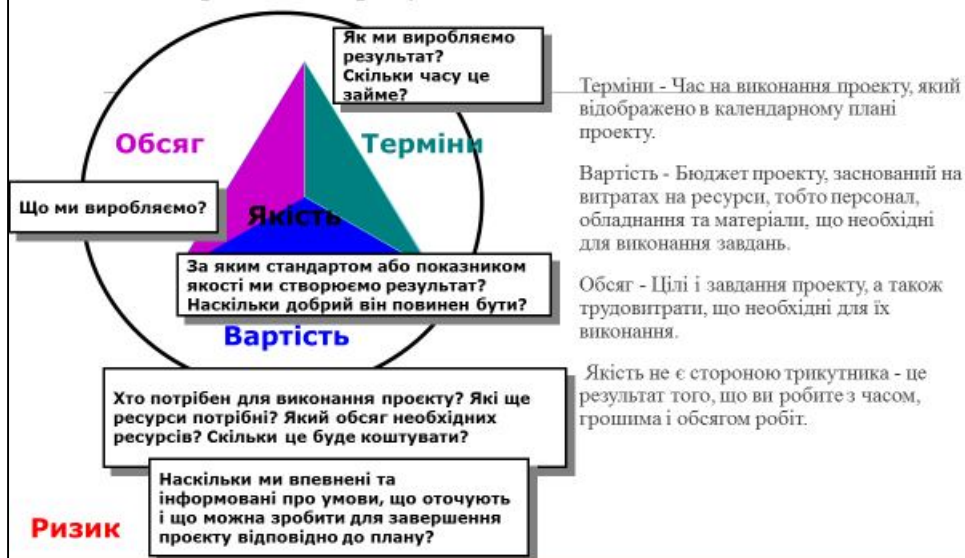 Як ми виробляємо
результат?
Скільки часу це
займе?
Обсяг
Терміни
Що ми виробляємо?
Якість
За яким стандартом або показником
якості ми створюємо результат?
Наскільки добрий він повинен бути?
Вартість
Хто потрібен для виконання проєкту? Які ще
ресурси потрібні? Який обсяг необхідних
ресурсів? Скільки це буде коштувати?
Наскільки ми впевнені та
інформовані про умови, що оточують
і що можна зробити для завершення
проєкту відповідно до плану?
Ризик
Терміни - Час на виконання проекту, який
відображено в календарному плані
проекту.
Вартість - Бюджет проекту, заснований на
витратах на ресурси, тобто персонал,
обладнання та матеріали, що необхідні
для виконання завдань.
Обсяг - Цілі і завдання проекту, а також
трудовитрати, що необхідні для їх
виконання.
Якість не є стороною трикутника - це
результат того, що ви робите з часом,
грошима і обсягом робіт.